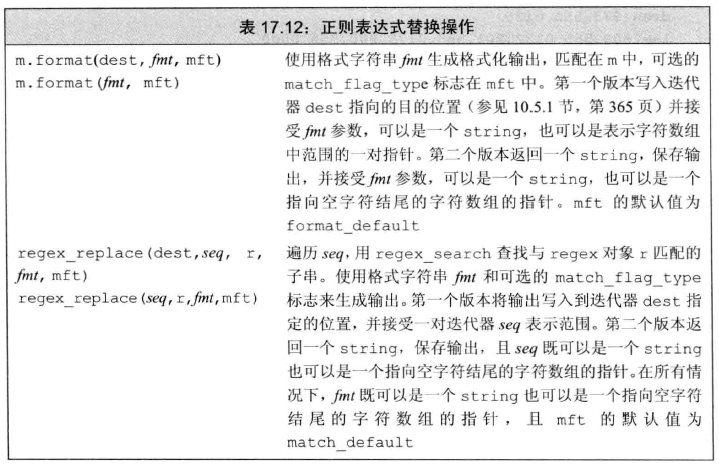 表 17.12：正则表达式替换操作
m.format(dest, fmt, mft)
m.format(fmt, mft)
使用格式字符串 fmt 生成格式化输出，匹配在 m 中，可选的
match_flag_type 标志在 mft 中。第一个版本写入迭代
器 dest 指向的目的位置（参见 10.5.1 节，第 365 页）并接
受 fmt 参数，可以是一个 string，也可以是表示字符数组
中范围的一对指针。第二个版本返回一个 string，保存输
出，并接受 fmt 参数，可以是一个 string，也可以是一个
指向空字符结尾的字符数组的指针。mft 的默认值为
format_default
regex_replace(dest,seq, r,
fmt, mft)
regex_replace(seq,r,fmt,mft)
遍历 seq，用 regex_search 查找与 regex 对象 r 匹配的
子串。使用格式字符串 fmt 和可选的 match_flag_type
标志来生成输出。第一个版本将输出写入到迭代器 dest 指
定的位置，并接受一对迭代器 seq 表示范围。第二个版本返
回一个 string，保存输出，且 seq 既可以是一个 string
也可以是一个指向空字符结尾的字符数组的指针。在所有情
况下，fmt 既可以是一个 string 也可以是一个指向空字符
结尾的字符数组的指针，且 mft 的默认值为
match_default